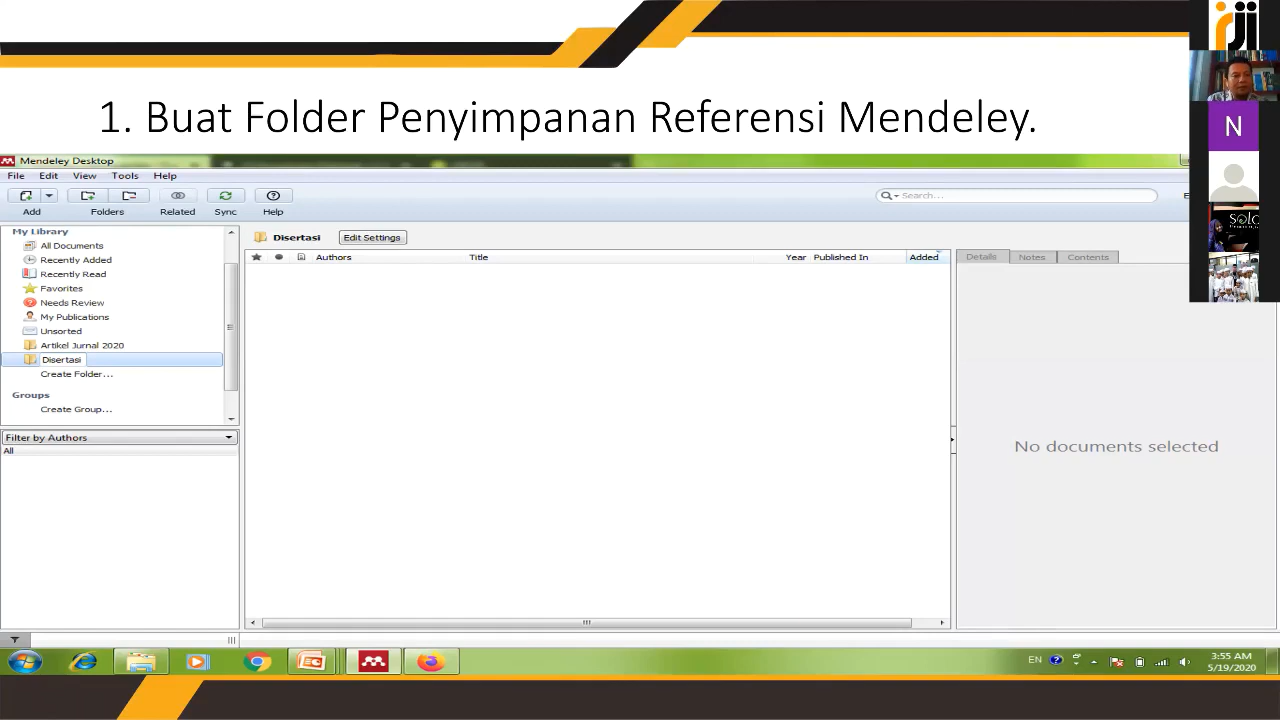 1. Buat Folder Penyimpanan Referensi Mendeley.
rji
N
SOLO
Mendeley Desktop
File Edit View Tools Help
Search...
Add Folders Related Sync Help
My Library
All Documents
Recently Added
Recently Read
Favorites
Needs Review
My Publications
Unsorted
Artikel Jurnal 2020
Disertasi
Create Folder...
Groups
Create Group...
Filter by Authors
All
Disertasi Edit Settings
Authors Title Year Published In Added
Details Notes Contents
No documents selected
EN
3:55 AM
5/19/2020